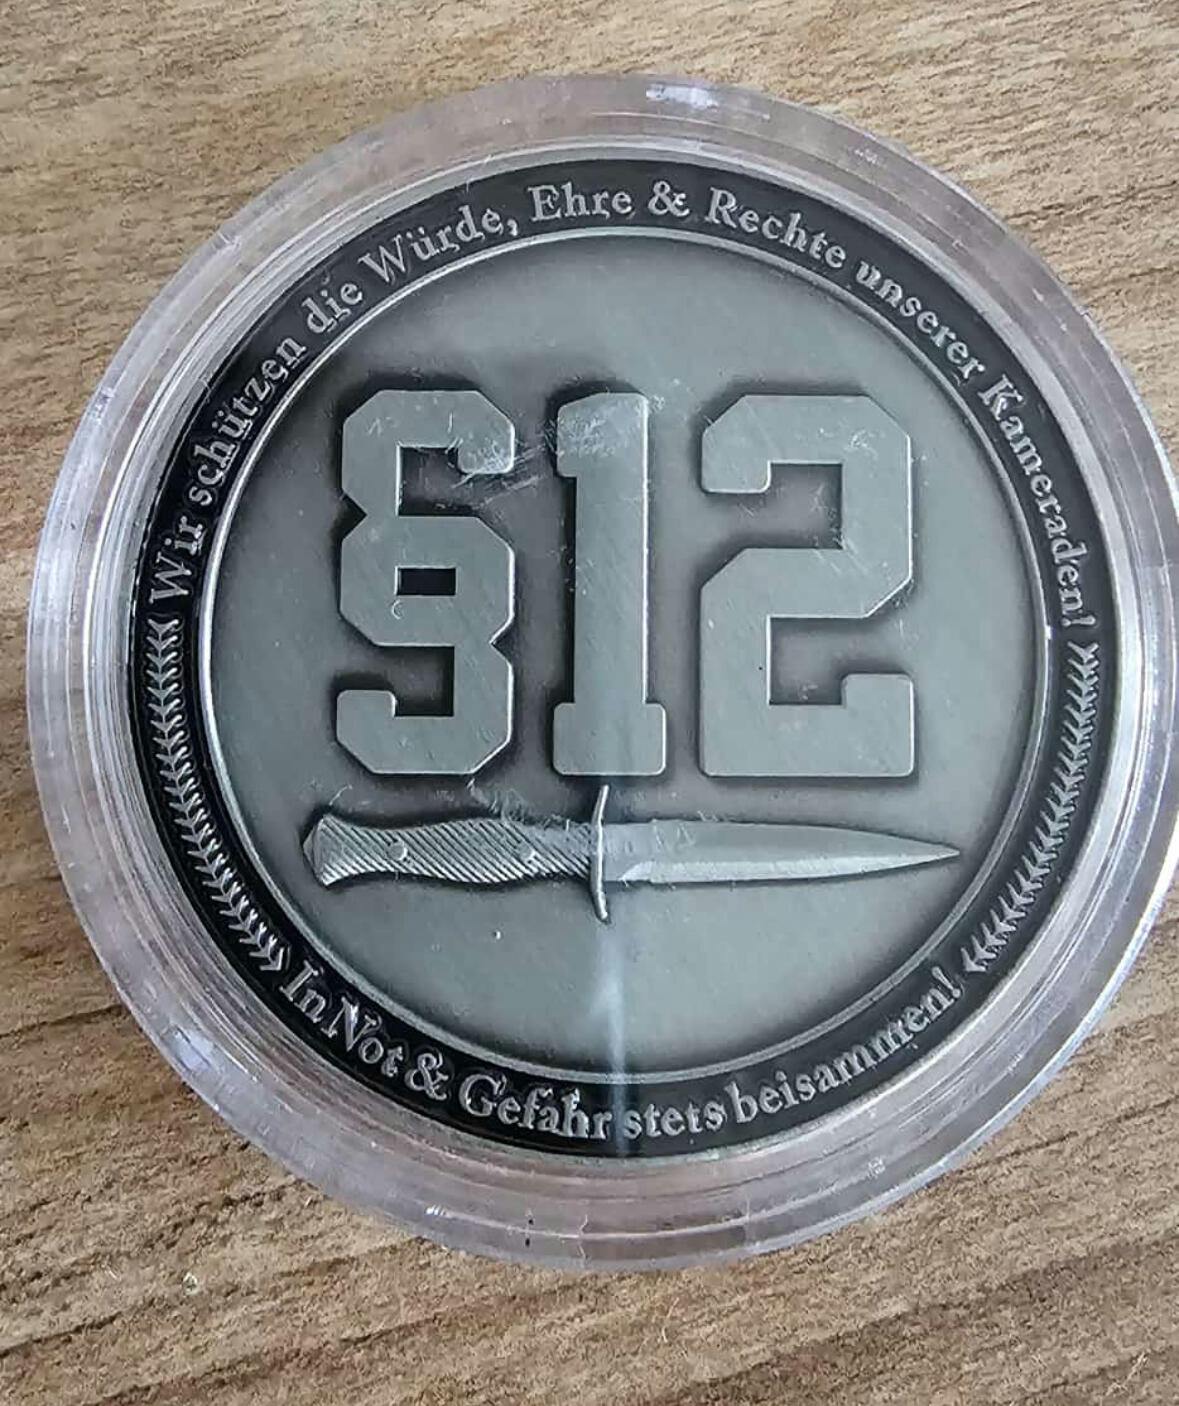 Wir schützen die Würde, Ehre & Rechte unserer Kameraden!
§12
In Not & Gefahr stets beisammen!